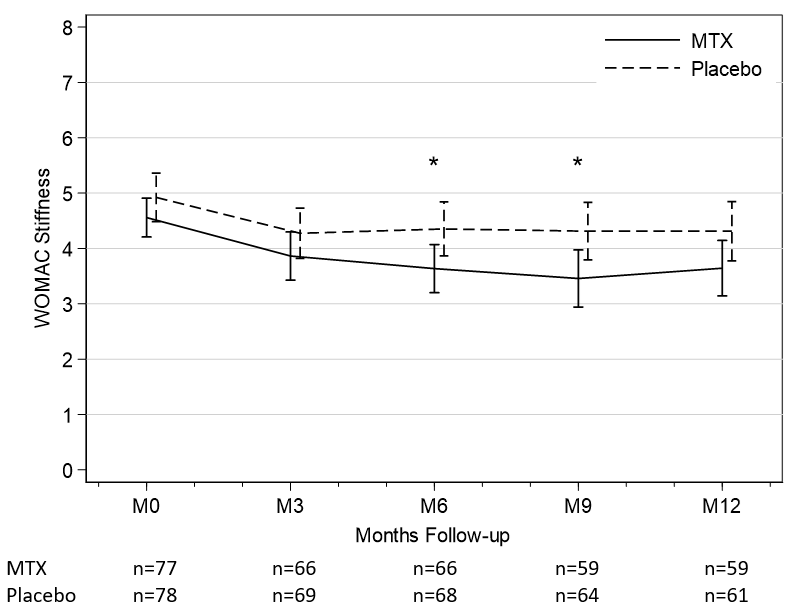 8
MTX
Placebo
7
6
* *
5
4
3
2
1
0
WOMAC Stiffness
M0 M3 M6 M9 M12
Months Follow-up
MTX n=77 n=66 n=66 n=59 n=59
Placebo n=78 n=69 n=68 n=64 n=61